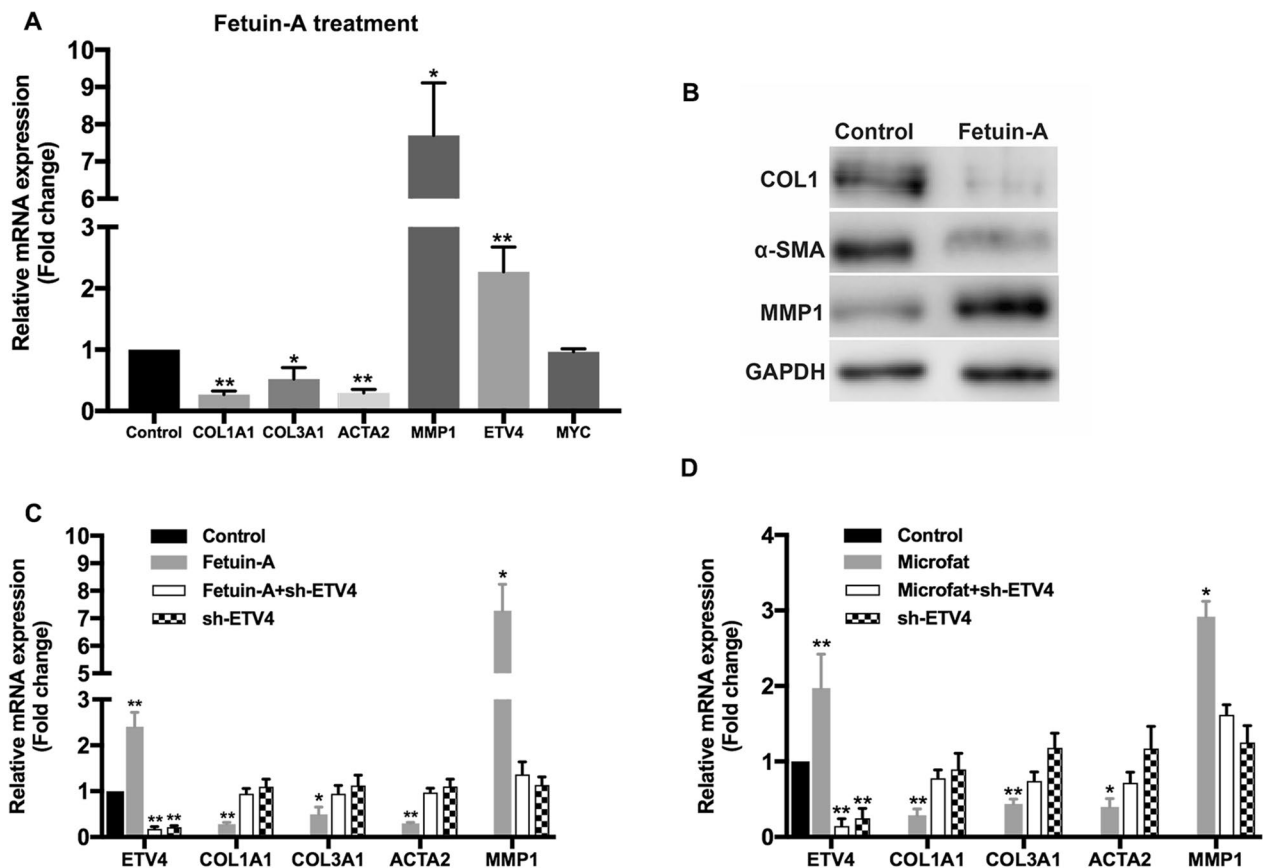 A
Fetuin-A treatment
Relative mRNA expression
(Fold change)
10
9
8
7
6
3
2
1
0
*
**
**
*
**
Control COL1A1 COL3A1 ACTA2 MMP1 ETV4 MYC
B
Control Fetuin-A
COL1
α-SMA
MMP1
GAPDH
C
Relative mRNA expression
(Fold change)
10
9
8
7
6
5
3
2
1
0
Control
Fetuin-A
Fetuin-A+sh-ETV4
sh-ETV4
*
**
** ** ** * **
ETV4 COL1A1 COL3A1 ACTA2 MMP1
D
Relative mRNA expression
(Fold change)
4
3
2
1
0
Control
Microfat
Microfat+sh-ETV4
sh-ETV4
*
**
** ** ** ** *
ETV4 COL1A1 COL3A1 ACTA2 MMP1